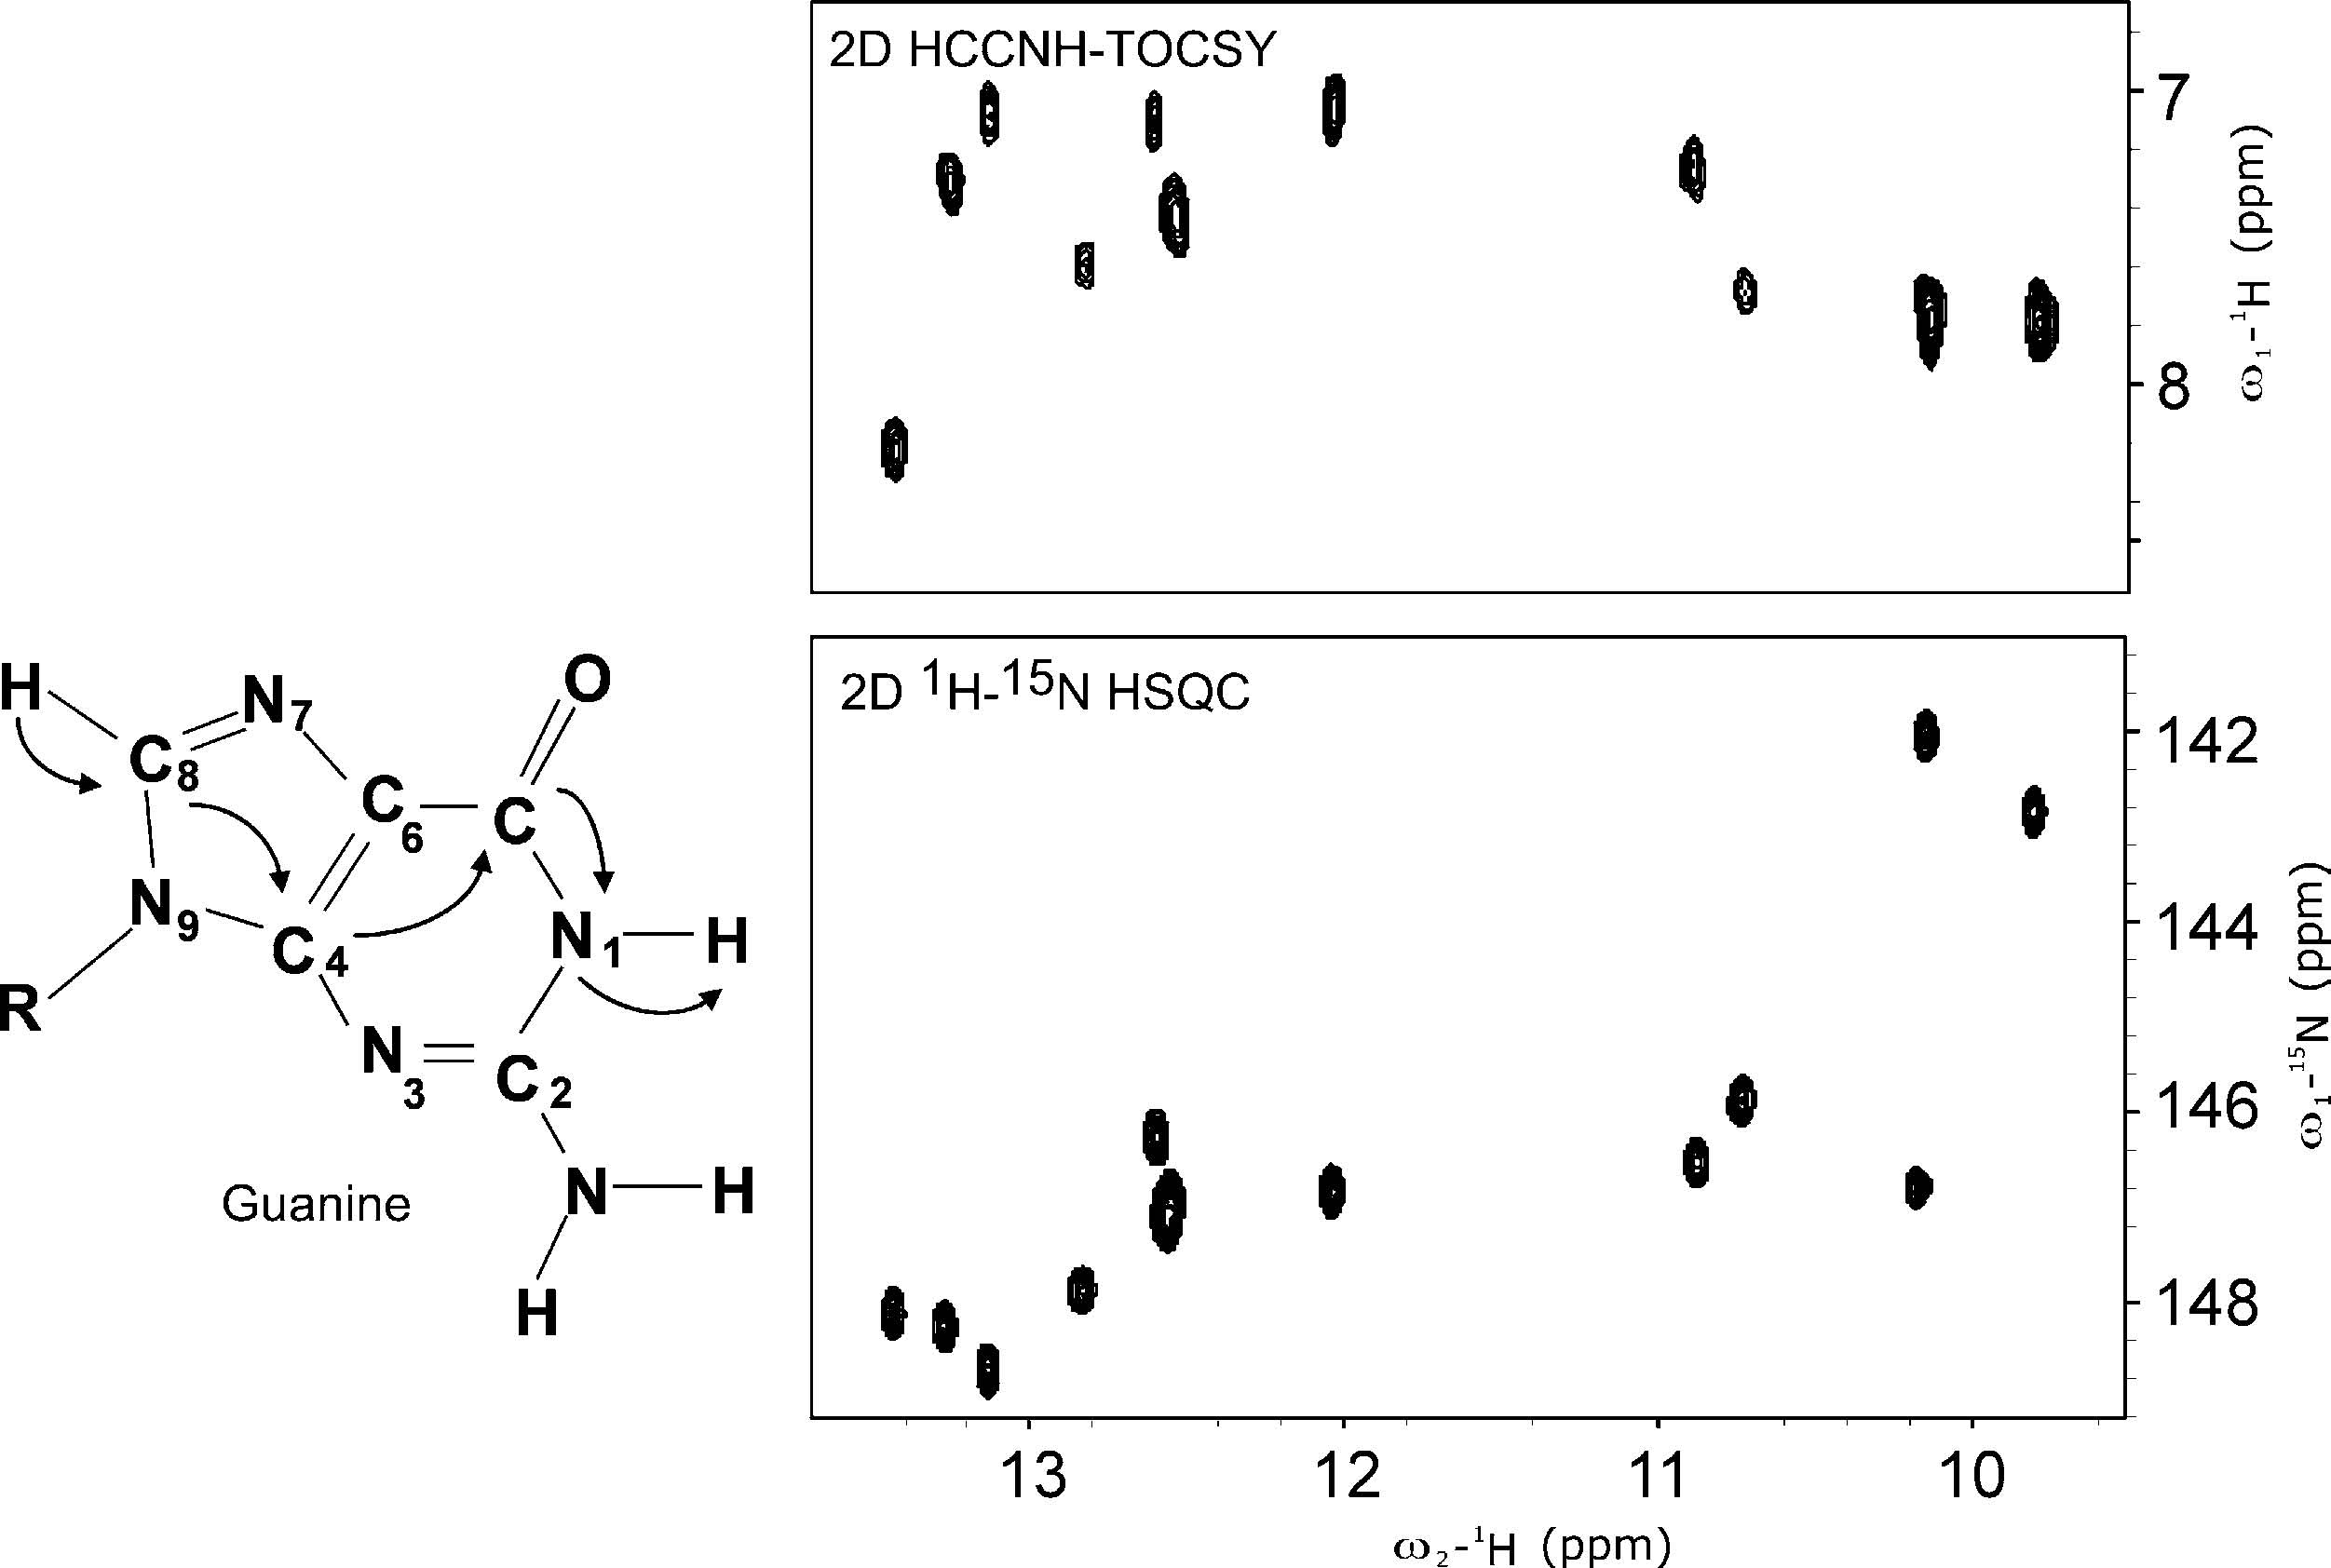 2D HCCNH-TOCSY
7
8
ω1-1H (ppm)
H
N7
O
C8
C6
C
N9
C4
N1
H
R
N3
C2
N
H
H
Guanine
2D 1H-15N HSQC
142
144
146
148
ω1-15N (ppm)
13
12
11
10
ω2-1H (ppm)